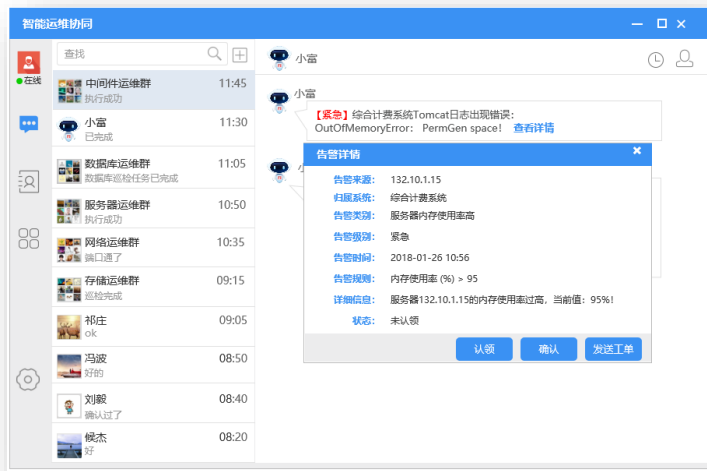 智能运维协同
在线
查找
中间件运维群 11:45
执行成功
小富 11:30
已完成
数据库运维群 11:05
数据库巡检任务已完成
服务器运维群 10:50
执行成功
网络运维群 10:35
端口通了
存储运维群 09:15
巡检完成
祁庄 09:05
ok
冯波 08:50
好的
刘毅 08:40
确认过了
候杰 08:20
好
小富
小富
【紧急】综合计费系统Tomcat日志出现错误:
OutOfMemoryError: PermGen space! 查看详情
告警详情
告警来源: 132.10.1.15
归属系统: 综合计费系统
告警类别: 服务器内存使用率高
告警级别: 紧急
告警时间: 2018-01-26 10:56
告警规则: 内存使用率 (%) > 95
详细信息: 服务器132.10.1.15的内存使用率过高，当前值：95%!
状态: 未认领
认领 确认 发送工单